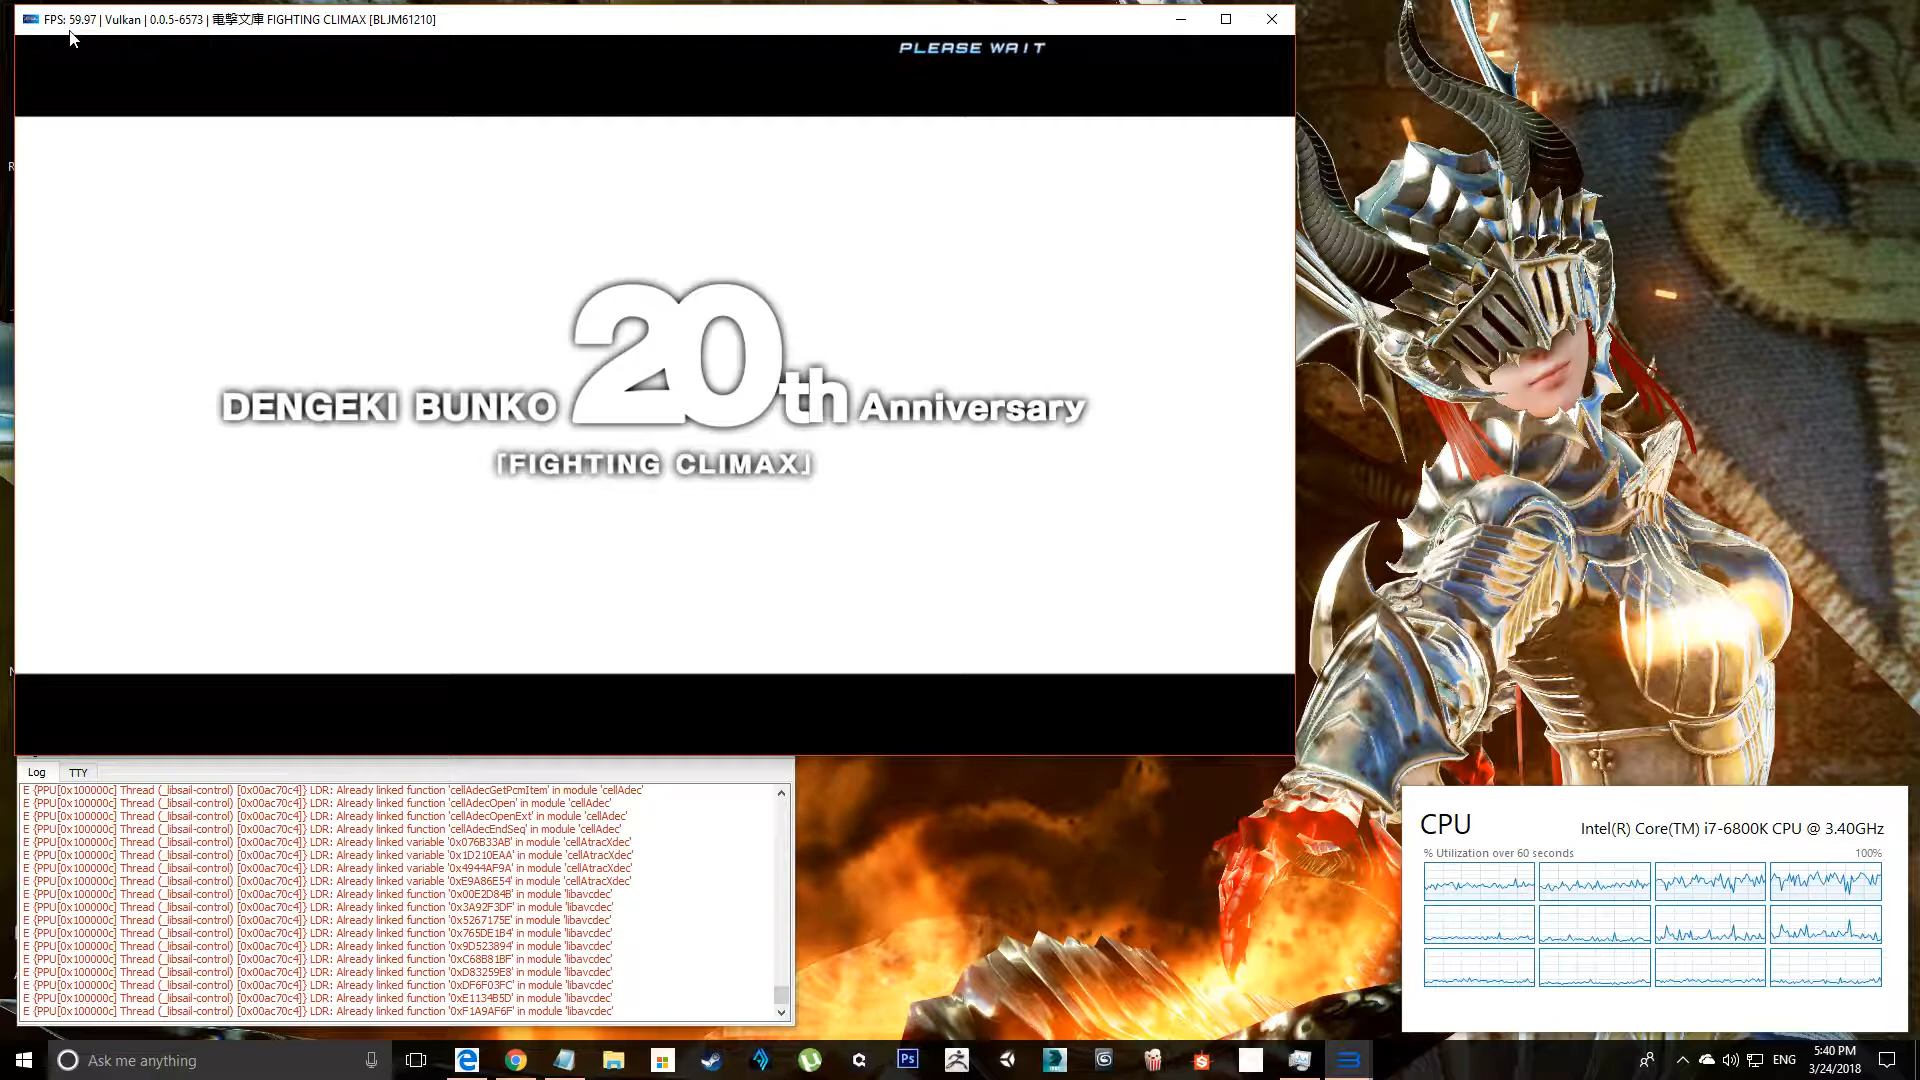 FPS: 59.97 | Vulkan | 0.0.5-6573 | 電撃文庫 FIGHTING CLIMAX [BLJM61210]
PLEASE WAIT
DENGEKI BUNKO 20th Anniversary
「FIGHTING CLIMAX」
Log
TTY
E {PPU[0x100000c] Thread (_libsail-control) [0x00ac70c4]} LDR: Already linked function 'cellAdecGetPcmItem' in module 'cellAdec'
E {PPU[0x100000c] Thread (_libsail-control) [0x00ac70c4]} LDR: Already linked function 'cellAdecOpen' in module 'cellAdec'
E {PPU[0x100000c] Thread (_libsail-control) [0x00ac70c4]} LDR: Already linked function 'cellAdecOpenExt' in module 'cellAdec'
E {PPU[0x100000c] Thread (_libsail-control) [0x00ac70c4]} LDR: Already linked function 'cellAdecEndSeq' in module 'cellAdec'
E {PPU[0x100000c] Thread (_libsail-control) [0x00ac70c4]} LDR: Already linked variable '0x076B33AB' in module 'cellAtracXdec'
E {PPU[0x100000c] Thread (_libsail-control) [0x00ac70c4]} LDR: Already linked variable '0x1D210EAA' in module 'cellAtracXdec'
E {PPU[0x100000c] Thread (_libsail-control) [0x00ac70c4]} LDR: Already linked variable '0x4944AF9A' in module 'cellAtracXdec'
E {PPU[0x100000c] Thread (_libsail-control) [0x00ac70c4]} LDR: Already linked variable '0xE9A86E54' in module 'cellAtracXdec'
E {PPU[0x100000c] Thread (_libsail-control) [0x00ac70c4]} LDR: Already linked function '0x00E2D84B' in module 'libavcdec'
E {PPU[0x100000c] Thread (_libsail-control) [0x00ac70c4]} LDR: Already linked function '0x3A92F3DF' in module 'libavcdec'
E {PPU[0x100000c] Thread (_libsail-control) [0x00ac70c4]} LDR: Already linked function '0x5267175E' in module 'libavcdec'
E {PPU[0x100000c] Thread (_libsail-control) [0x00ac70c4]} LDR: Already linked function '0x765DE1B4' in module 'libavcdec'
E {PPU[0x100000c] Thread (_libsail-control) [0x00ac70c4]} LDR: Already linked function '0x9D523894' in module 'libavcdec'
E {PPU[0x100000c] Thread (_libsail-control) [0x00ac70c4]} LDR: Already linked function '0xC68B81BF' in module 'libavcdec'
E {PPU[0x100000c] Thread (_libsail-control) [0x00ac70c4]} LDR: Already linked function '0xD83259E8' in module 'libavcdec'
E {PPU[0x100000c] Thread (_libsail-control) [0x00ac70c4]} LDR: Already linked function '0xDF6F03FC' in module 'libavcdec'
E {PPU[0x100000c] Thread (_libsail-control) [0x00ac70c4]} LDR: Already linked function '0xE1134B5D' in module 'libavcdec'
E {PPU[0x100000c] Thread (_libsail-control) [0x00ac70c4]} LDR: Already linked function '0xF1A9AF6F' in module 'libavcdec'
CPU
Intel(R) Core(TM) i7-6800K CPU @ 3.40GHz
% Utilization over 60 seconds
100%
Ask me anything
Ps
ENG
5:40 PM
3/24/2018